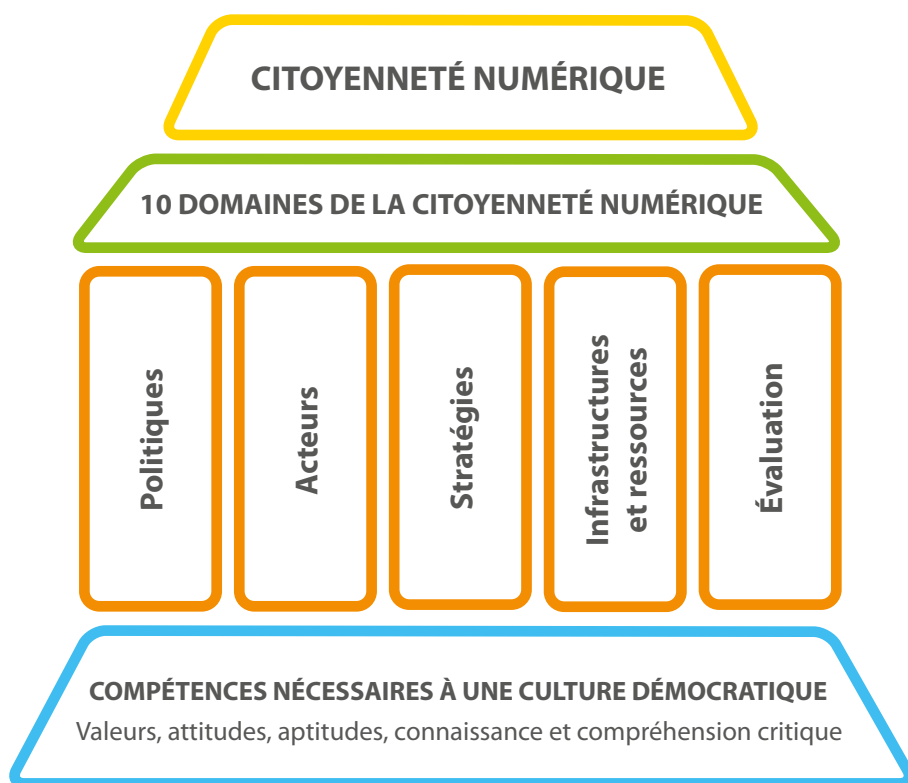 CITOYENNETÉ NUMÉRIQUE
10 DOMAINES DE LA CITOYENNETÉ NUMÉRIQUE
Politiques
Acteurs
Stratégies
Infrastructures
et ressources
Évaluation
COMPÉTENCES NÉCESSAIRES À UNE CULTURE DÉMOCRATIQUE
Valeurs, attitudes, aptitudes, connaissance et compréhension critique